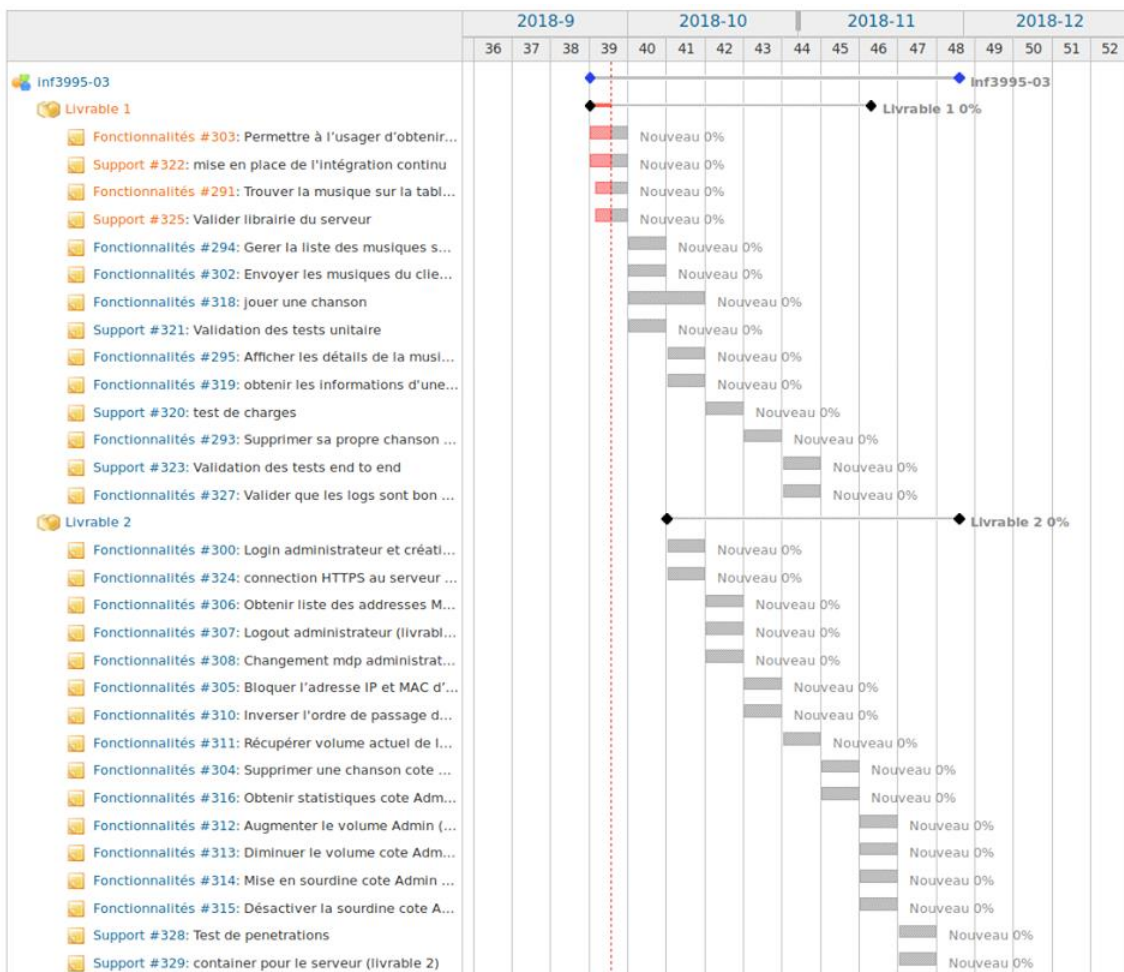 2018-9 2018-10 2018-11 2018-12
36 37 38 39 40 41 42 43 44 45 46 47 48 49 50 51 52
inf3995-03 inf3995-03
Livrable 1 Livrable 1 0%
Fonctionnalités #303: Permettre à l'usager d'obtenir... Nouveau 0%
Support #322: mise en place de l'intégration continu Nouveau 0%
Fonctionnalités #291: Trouver la musique sur la tabl... Nouveau 0%
Support #325: Valider librairie du serveur Nouveau 0%
Fonctionnalités #294: Gerer la liste des musiques s... Nouveau 0%
Fonctionnalités #302: Envoyer les musiques du clie... Nouveau 0%
Fonctionnalités #318: jouer une chanson Nouveau 0%
Support #321: Validation des tests unitaire Nouveau 0%
Fonctionnalités #295: Afficher les détails de la musi... Nouveau 0%
Fonctionnalités #319: obtenir les informations d'une... Nouveau 0%
Support #320: test de charges Nouveau 0%
Fonctionnalités #293: Supprimer sa propre chanson ... Nouveau 0%
Support #323: Validation des tests end to end Nouveau 0%
Fonctionnalités #327: Valider que les logs sont bon ... Nouveau 0%
Livrable 2 Livrable 2 0%
Fonctionnalités #300: Login administrateur et créati... Nouveau 0%
Fonctionnalités #324: connection HTTPS au serveur ... Nouveau 0%
Fonctionnalités #306: Obtenir liste des addresses M... Nouveau 0%
Fonctionnalités #307: Logout administrateur (livrabl... Nouveau 0%
Fonctionnalités #308: Changement mdp administrat... Nouveau 0%
Fonctionnalités #305: Bloquer l'adresse IP et MAC d'... Nouveau 0%
Fonctionnalités #310: Inverser l'ordre de passage d... Nouveau 0%
Fonctionnalités #311: Récupérer volume actuel de l... Nouveau 0%
Fonctionnalités #304: Supprimer une chanson cote ... Nouveau 0%
Fonctionnalités #316: Obtenir statistiques cote Adm... Nouveau 0%
Fonctionnalités #312: Augmenter le volume Admin (... Nouveau 0%
Fonctionnalités #313: Diminuer le volume cote Adm... Nouveau 0%
Fonctionnalités #314: Mise en sourdine cote Admin ... Nouveau 0%
Fonctionnalités #315: Désactiver la sourdine cote A... Nouveau 0%
Support #328: Test de penetrations Nouveau 0%
Support #329: container pour le serveur (livrable 2) Nouveau 0%